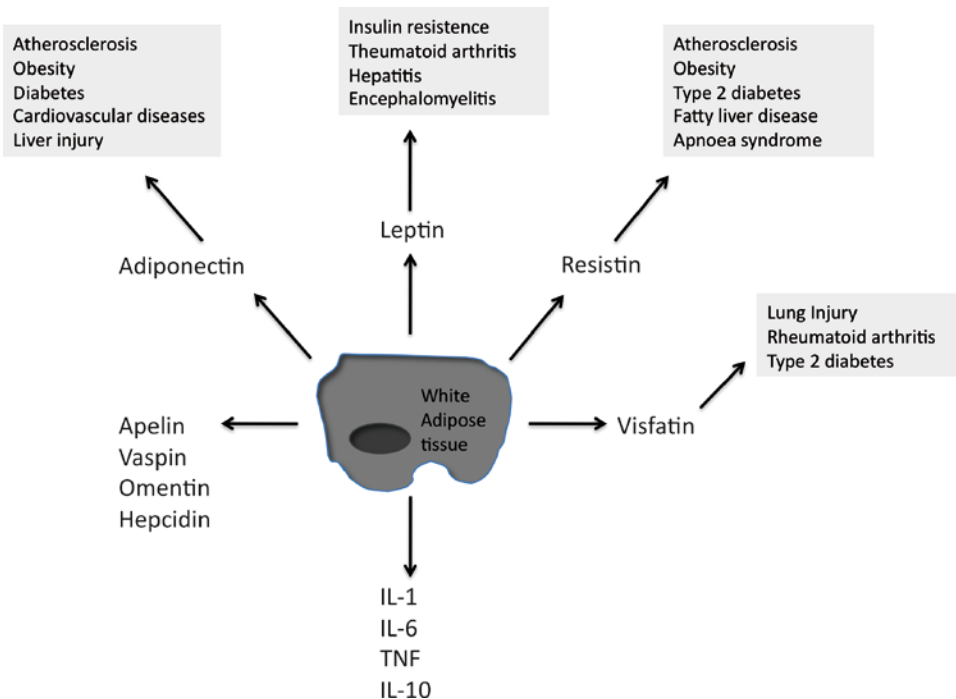 Atherosclerosis
Obesity
Diabetes
Cardiovascular diseases
Liver injury
Insulin resistence
Theumatoid arthritis
Hepatitis
Encephalomyelitis
Atherosclerosis
Obesity
Type 2 diabetes
Fatty liver disease
Apnoea syndrome
Adiponectin
Leptin
Resistin
Lung Injury
Rheumatoid arthritis
Type 2 diabetes
White
Adipose
tissue
Visfatin
Apelin
Vaspin
Omentin
Hepcidin
IL-1
IL-6
TNF
IL-10